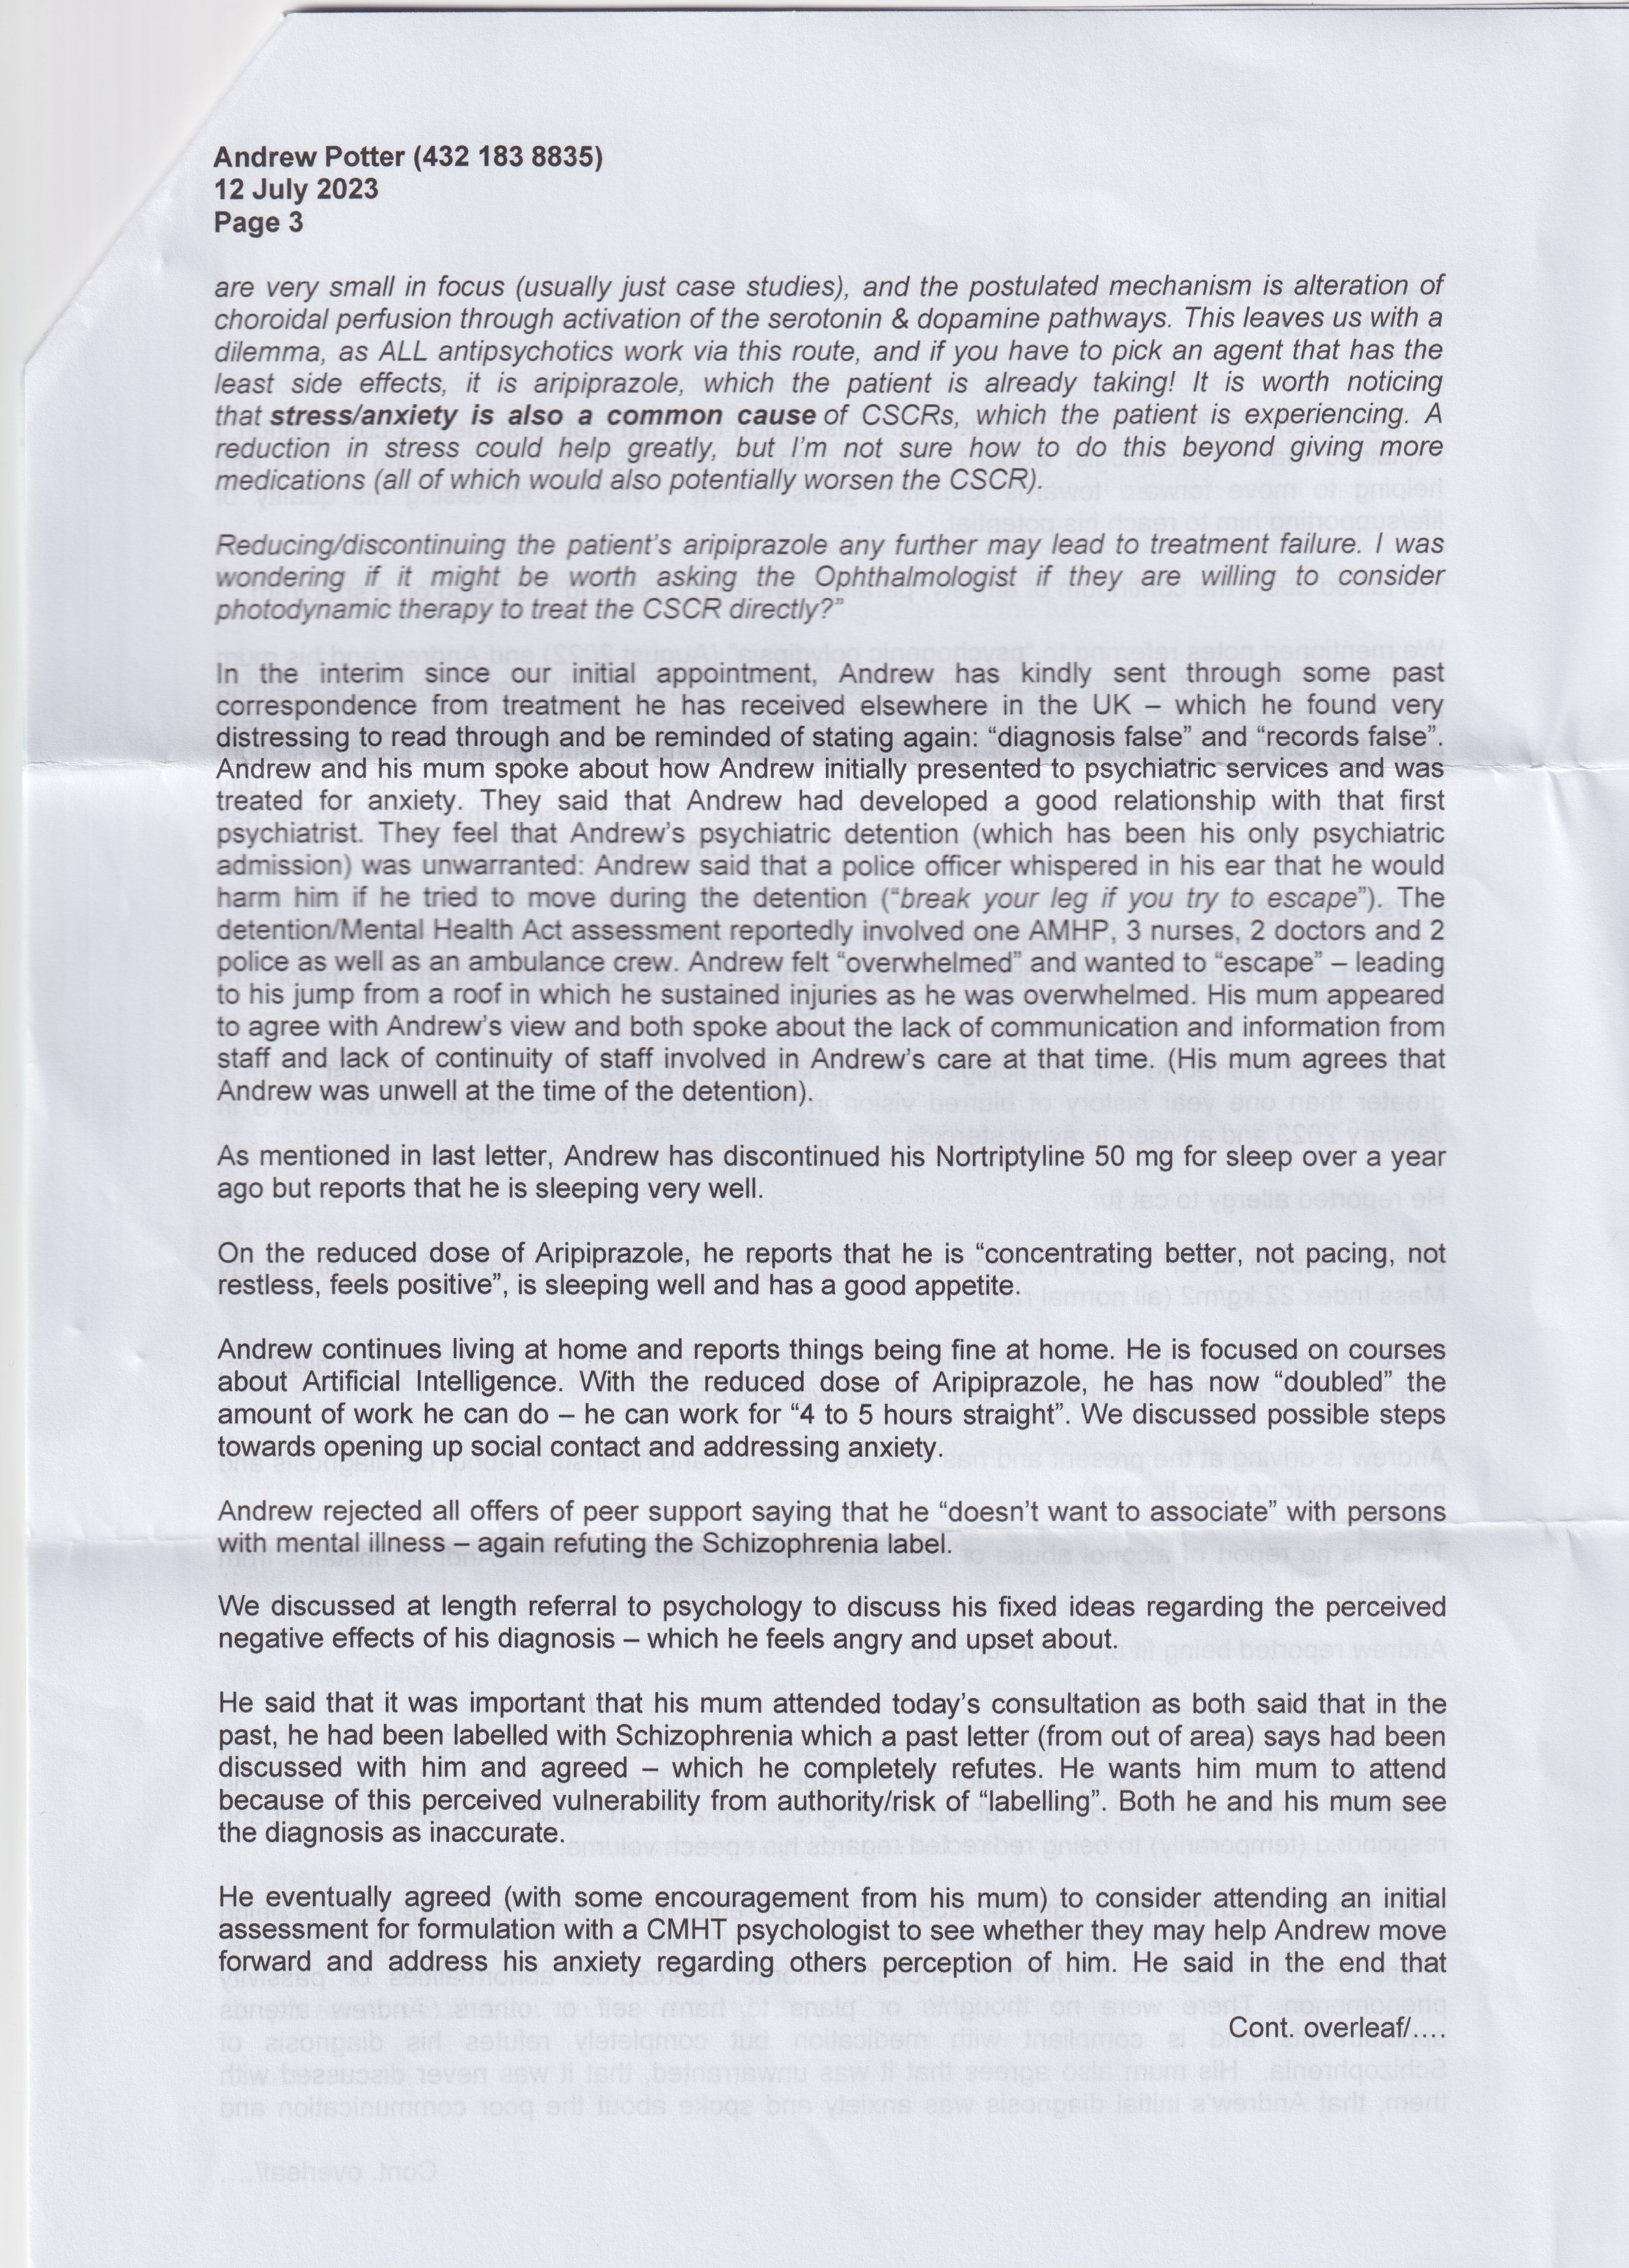 Andrew Potter (432 183 8835)
12 July 2023
Page 3
are very small in focus (usually just case studies), and the postulated mechanism is alteration of
choroidal perfusion through activation of the serotonin & dopamine pathways. This leaves us with a
dilemma, as ALL antipsychotics work via this route, and if you have to pick an agent that has the
least side effects, it is aripiprazole, which the patient is already taking! It is worth noticing
that stress/anxiety is also a common cause of CSCRs, which the patient is experiencing. A
reduction in stress could help greatly, but I'm not sure how to do this beyond giving more
medications (all of which would also potentially worsen the CSCR).
Reducing/discontinuing the patient's aripiprazole any further may lead to treatment failure. I was
wondering if it might be worth asking the Ophthalmologist if they are willing to consider
photodynamic therapy to treat the CSCR directly?”
In the interim since our initial appointment, Andrew has kindly sent through some past
correspondence from treatment he has received elsewhere in the UK – which he found very
distressing to read through and be reminded of stating again: “diagnosis false” and “records false”.
Andrew and his mum spoke about how Andrew initially presented to psychiatric services and was
treated for anxiety. They said that Andrew had developed a good relationship with that first
psychiatrist. They feel that Andrew's psychiatric detention (which has been his only psychiatric
admission) was unwarranted: Andrew said that a police officer whispered in his ear that he would
harm him if he tried to move during the detention (“break your leg if you try to escape”). The
detention/Mental Health Act assessment reportedly involved one AMHP, 3 nurses, 2 doctors and 2
police as well as an ambulance crew. Andrew felt “overwhelmed” and wanted to “escape” – leading
to his jump from a roof in which he sustained injuries as he was overwhelmed. His mum appeared
to agree with Andrew's view and both spoke about the lack of communication and information from
staff and lack of continuity of staff involved in Andrew's care at that time. (His mum agrees that
Andrew was unwell at the time of the detention).
As mentioned in last letter, Andrew has discontinued his Nortriptyline 50 mg for sleep over a year
ago but reports that he is sleeping very well.
On the reduced dose of Aripiprazole, he reports that he is “concentrating better, not pacing, not
restless, feels positive”, is sleeping well and has a good appetite.
Andrew continues living at home and reports things being fine at home. He is focused on courses
about Artificial Intelligence. With the reduced dose of Aripiprazole, he has now “doubled” the
amount of work he can do – he can work for “4 to 5 hours straight”. We discussed possible steps
towards opening up social contact and addressing anxiety.
Andrew rejected all offers of peer support saying that he “doesn't want to associate” with persons
with mental illness – again refuting the Schizophrenia label.
We discussed at length referral to psychology to discuss his fixed ideas regarding the perceived
negative effects of his diagnosis – which he feels angry and upset about.
He said that it was important that his mum attended today's consultation as both said that in the
past, he had been labelled with Schizophrenia which a past letter (from out of area) says had been
discussed with him and agreed – which he completely refutes. He wants him mum to attend
because of this perceived vulnerability from authority/risk of “labelling”. Both he and his mum see
the diagnosis as inaccurate.
He eventually agreed (with some encouragement from his mum) to consider attending an initial
assessment for formulation with a CMHT psychologist to see whether they may help Andrew move
forward and address his anxiety regarding others perception of him. He said in the end that
Cont. overleaf/....